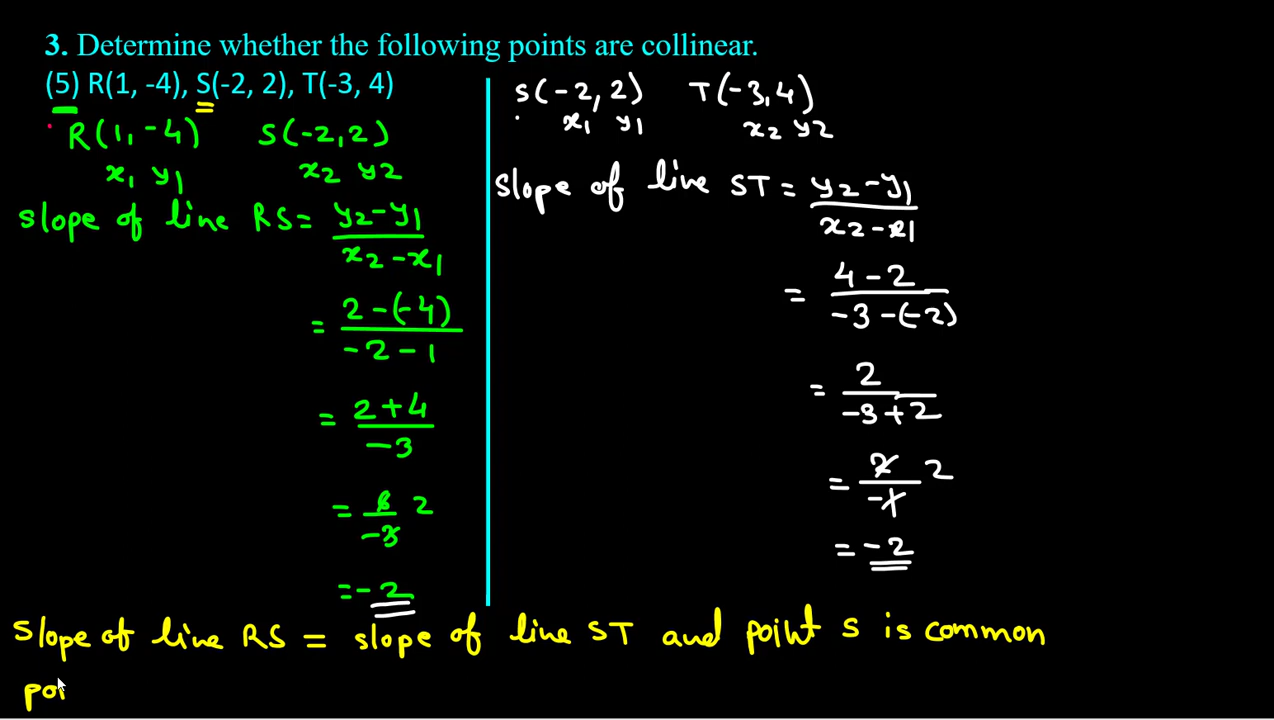 3. Determine whether the following points are collinear.
(5) R(1, -4), S(-2, 2), T(-3, 4)
R(1,-4) S(-2,2)
x1 y1 x2 y2
slope of line RS = y2-y1
x2-x1
= 2-(-4)
-2-1
= 2+4
-3
= 6 2
-3
= -2
S(-2,2) T(-3,4)
x1 y1 x2 y2
slope of line ST = y2-y1
x2-x1
= 4-2
-3-(-2)
= 2
-3+2
= 2 2
-1
= -2
slope of line RS = slope of line ST and point S is common
poi